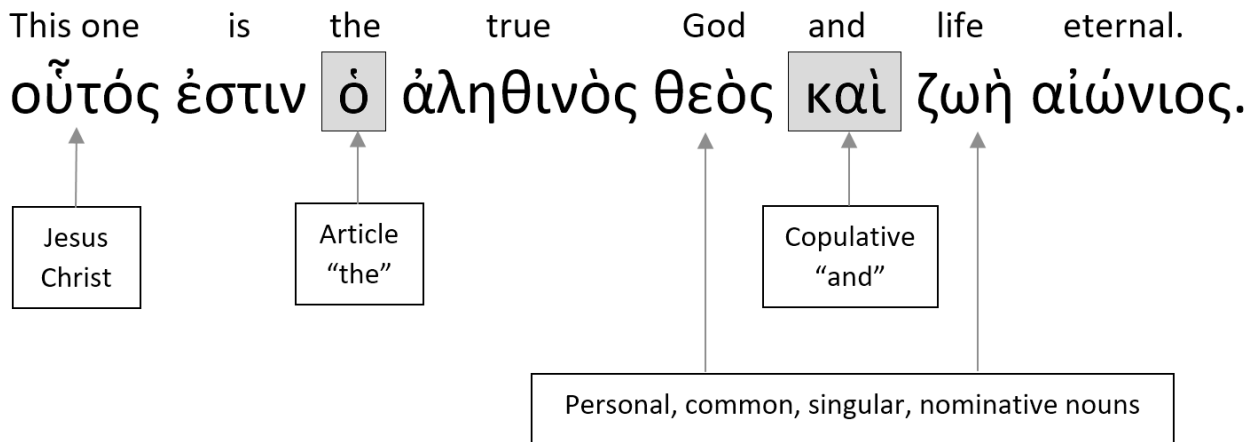 This one is the true God and life eternal.
οὗτός ἐστιν ὁ ἀληθινὸς θεὸς καὶ ζωὴ αἰώνιος.
Jesus
Christ
Article
“the”
Copulative
“and”
Personal, common, singular, nominative nouns